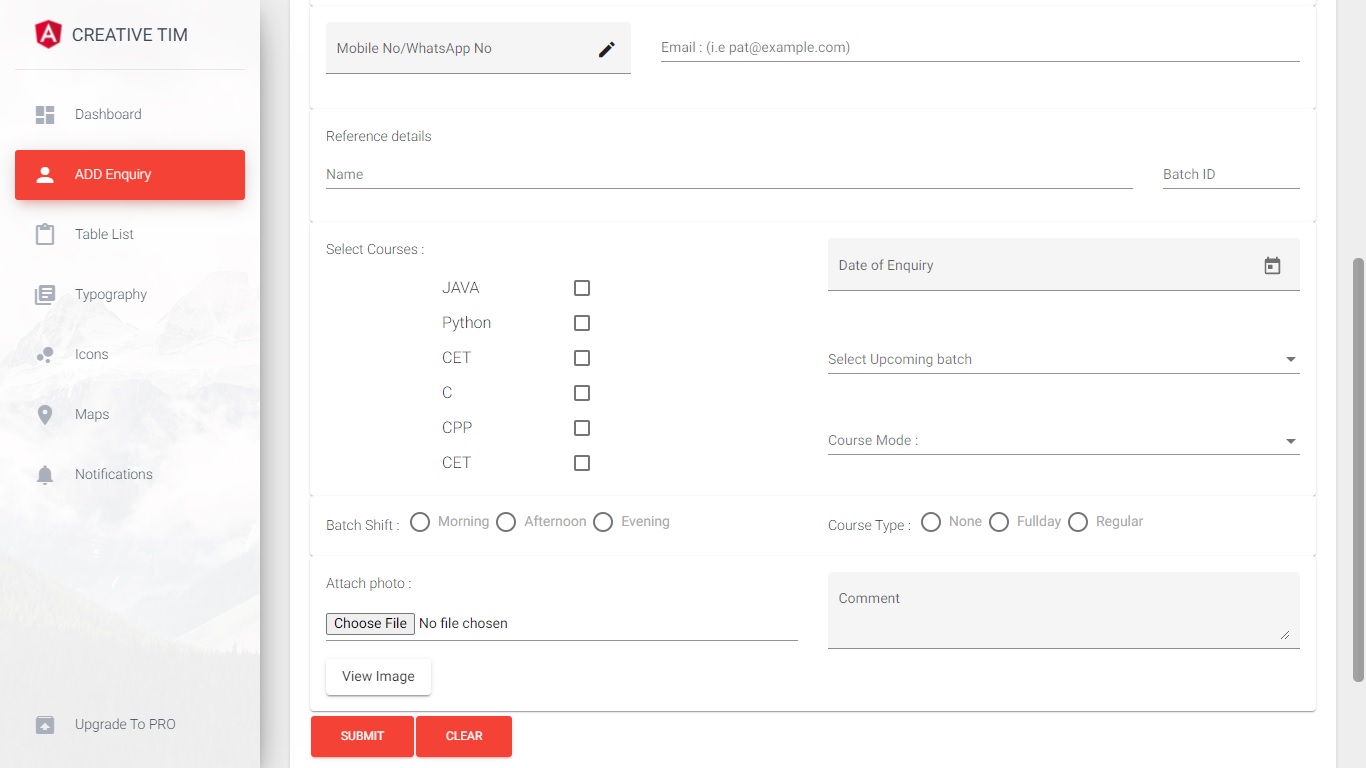 CREATIVE TIM
Dashboard
ADD Enquiry
Table List
Typography
Icons
Maps
Notifications
Upgrade To PRO
Mobile No/WhatsApp No
Email : (i.e pat@example.com)
Reference details
Name
Batch ID
Select Courses :
JAVA
Python
CET
C
CPP
CET
Date of Enquiry
Select Upcoming batch
Course Mode :
Batch Shift : Morning Afternoon Evening
Course Type : None Fullday Regular
Attach photo :
Choose File No file chosen
View Image
Comment
SUBMIT CLEAR